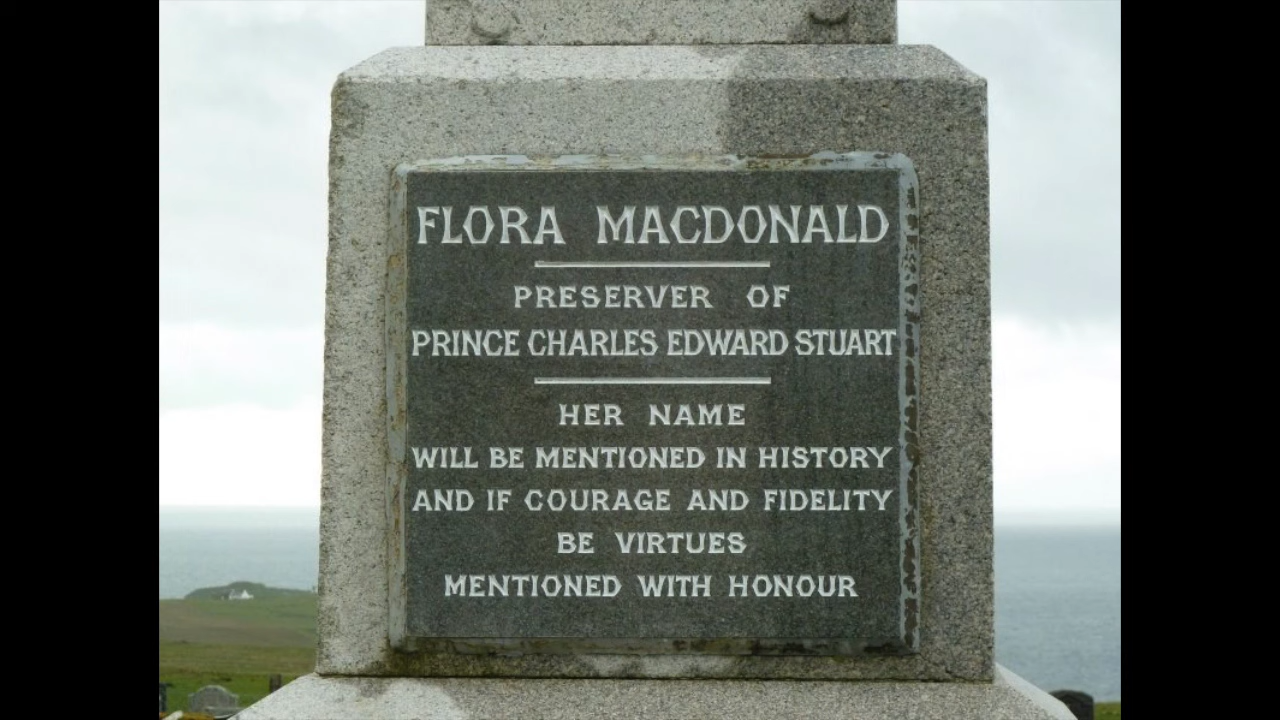 FLORA MACDONALD
PRESERVER OF
PRINCE CHARLES EDWARD STUART
HER NAME
WILL BE MENTIONED IN HISTORY
AND IF COURAGE AND FIDELITY
BE VIRTUES
MENTIONED WITH HONOUR